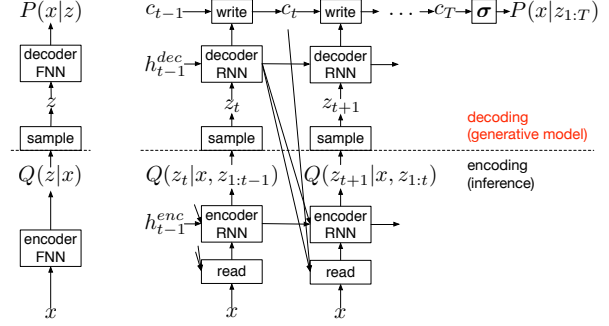 P(x|z)
decoder
FNN
z
sample
Q(z|x)
encoder
FNN
x
c_{t−1} write c_t write . . . c_T σ P(x|z_{1:T})
h^{dec}_{t−1} decoder
RNN decoder
RNN
z_t z_{t+1}
sample sample
decoding
(generative model)
Q(z_t|x, z_{1:t−1}) Q(z_{t+1}|x, z_{1:t})
encoding
(inference)
h^{enc}_{t−1} encoder
RNN encoder
RNN
read read
x x